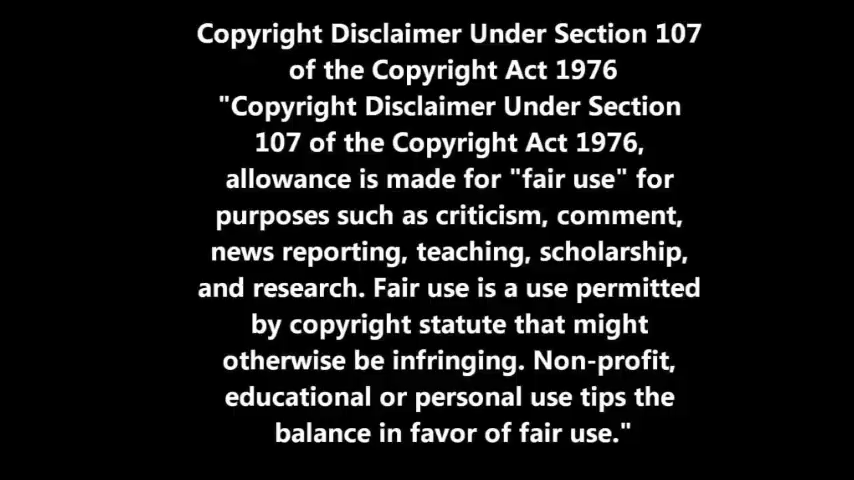 Copyright Disclaimer Under Section 107
of the Copyright Act 1976
"Copyright Disclaimer Under Section
107 of the Copyright Act 1976,
allowance is made for "fair use" for
purposes such as criticism, comment,
news reporting, teaching, scholarship,
and research. Fair use is a use permitted
by copyright statute that might
otherwise be infringing. Non-profit,
educational or personal use tips the
balance in favor of fair use."